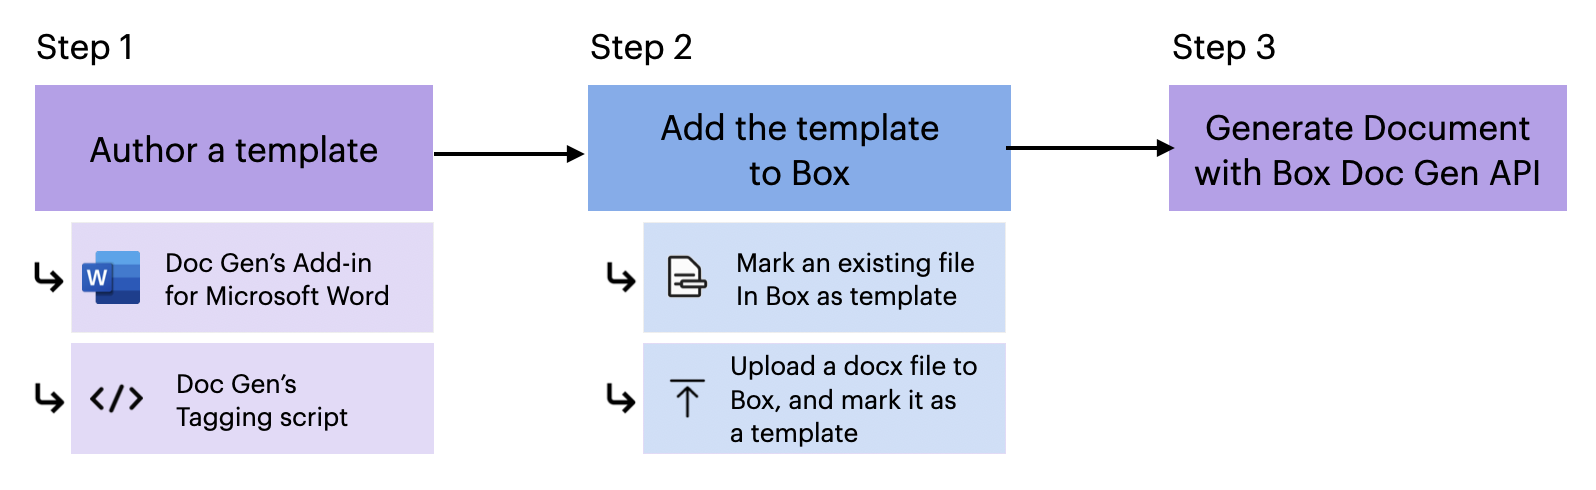 Step 1
Author a template
W
Doc Gen’s Add-in
for Microsoft Word
</>
Doc Gen’s
Tagging script
Step 2
Add the template
to Box
Mark an existing file
In Box as template
Upload a docx file to
Box, and mark it as
a template
Step 3
Generate Document
with Box Doc Gen API